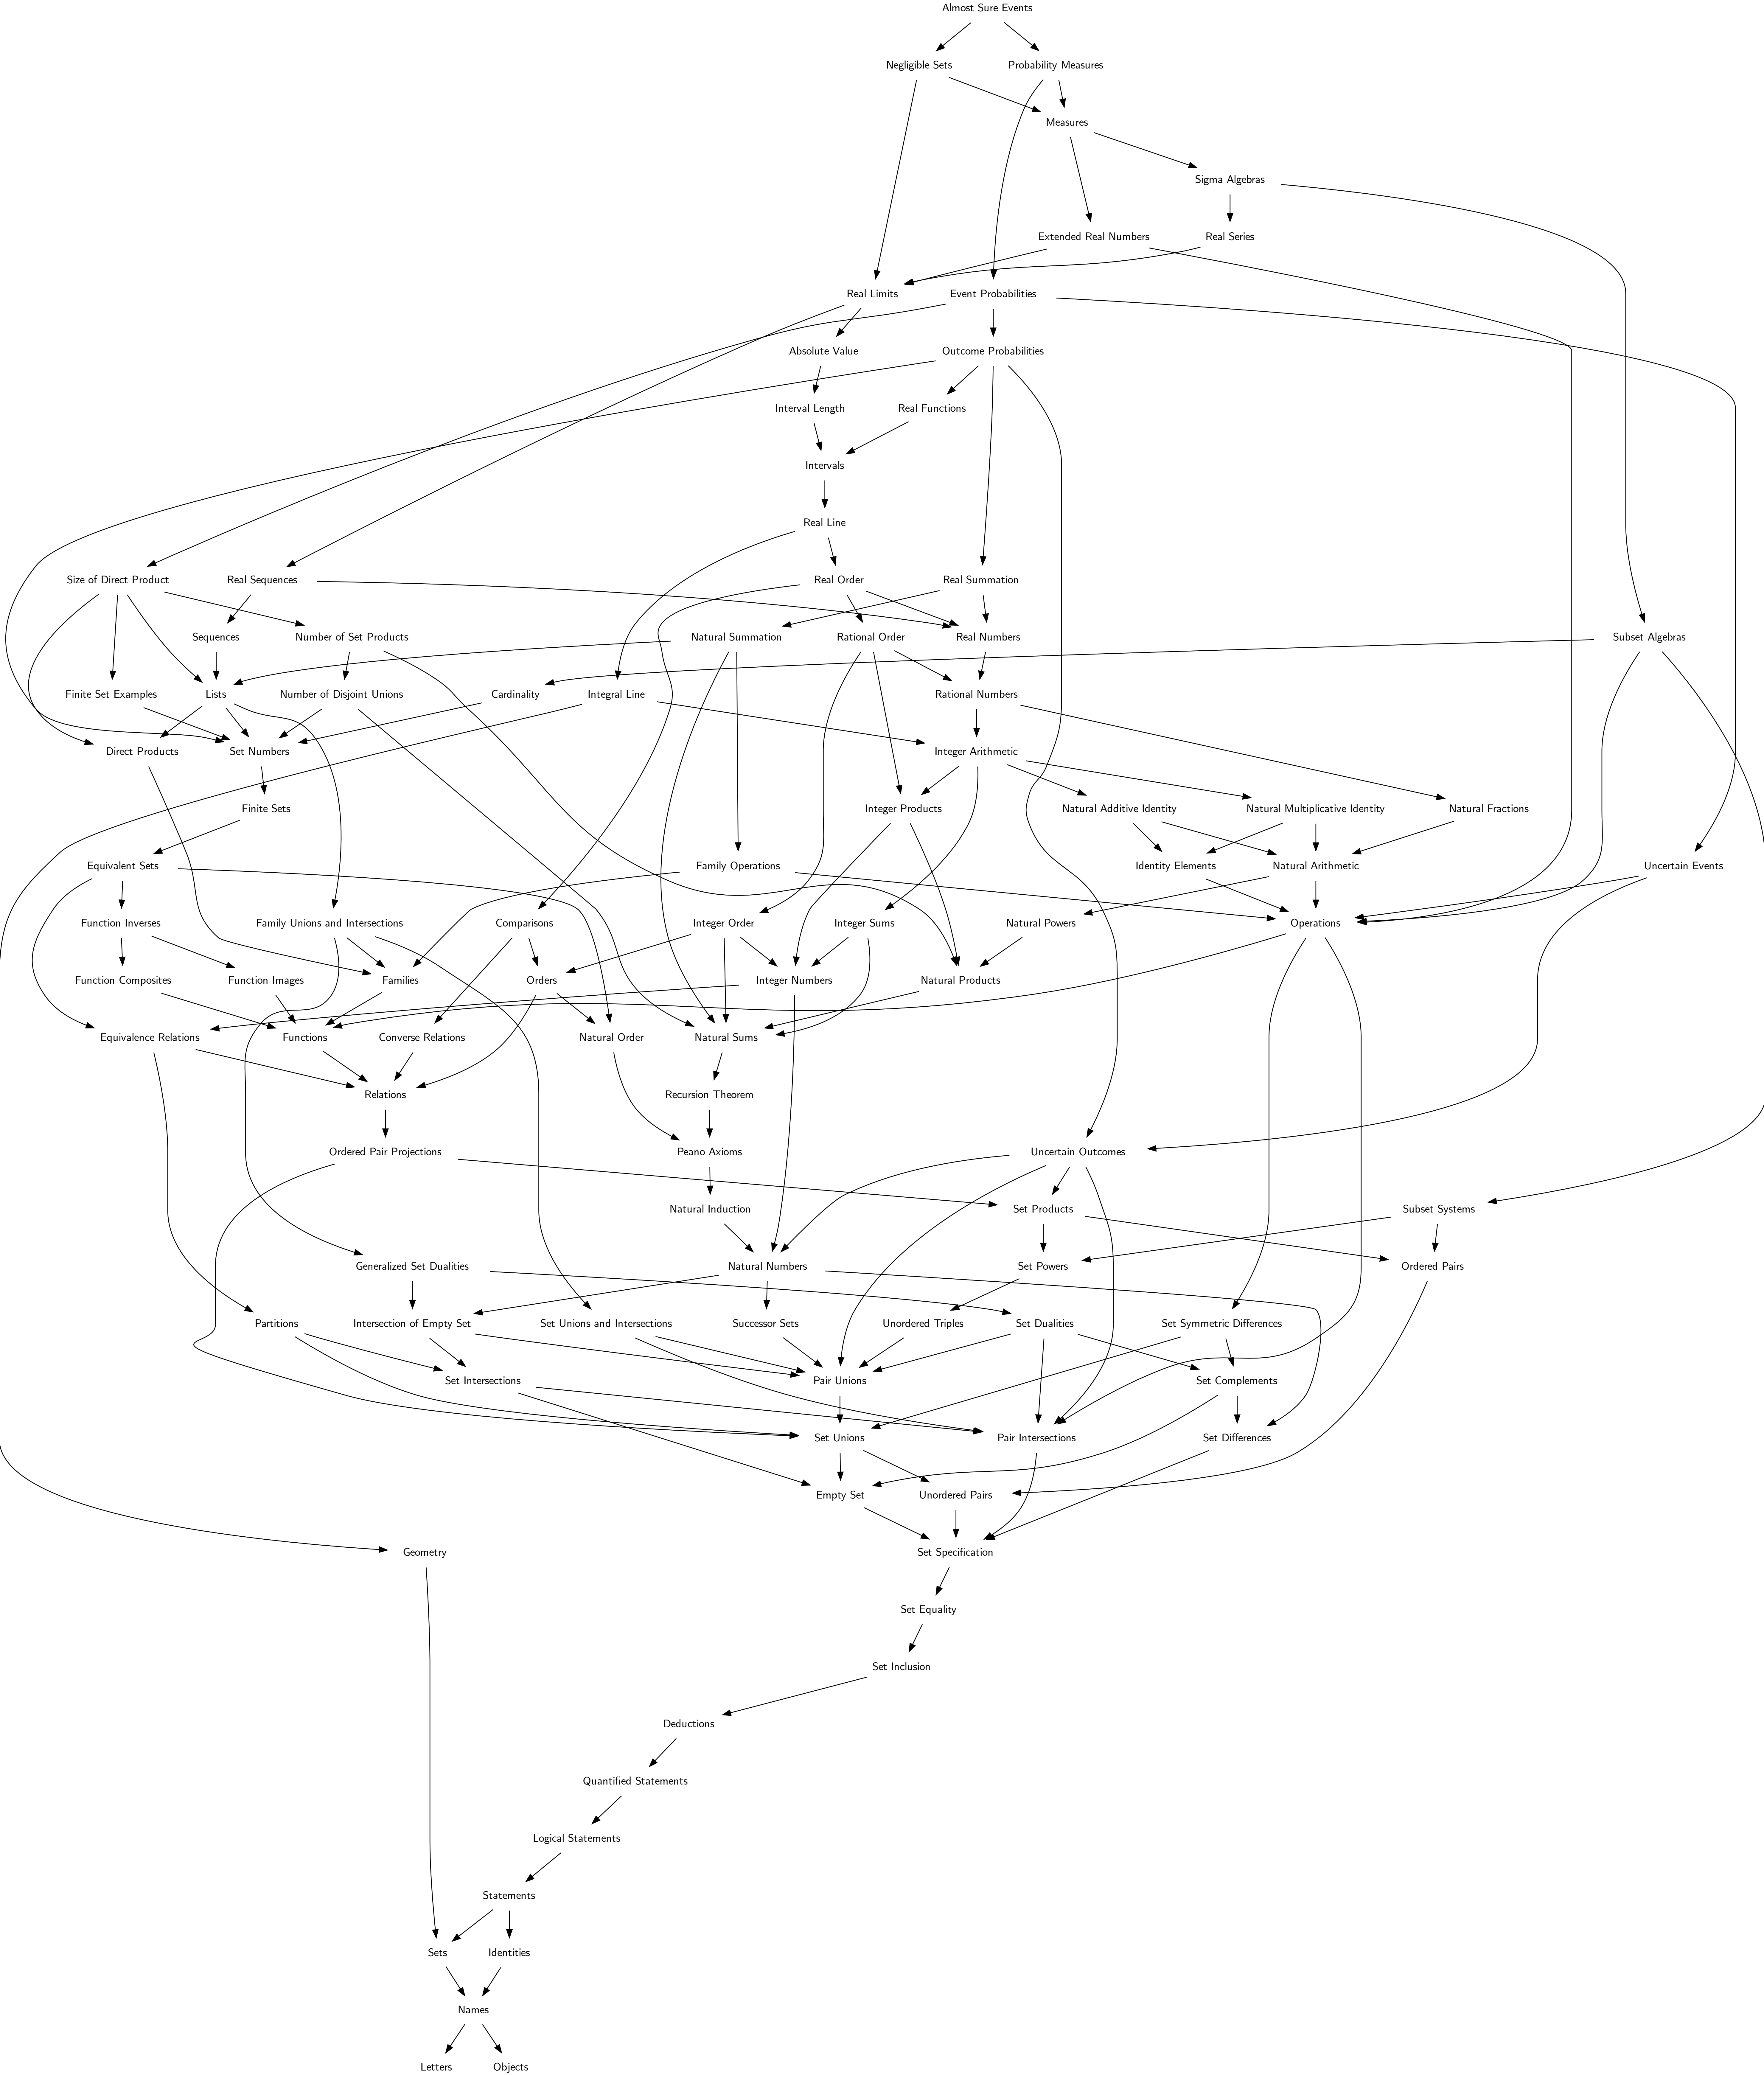 Almost Sure Events
Negligible Sets
Probability Measures
Measures
Sigma Algebras
Extended Real Numbers
Real Series
Real Limits
Event Probabilities
Absolute Value
Outcome Probabilities
Interval Length
Real Functions
Intervals
Real Line
Size of Direct Product
Real Sequences
Real Order
Real Summation
Sequences
Number of Set Products
Natural Summation
Rational Order
Real Numbers
Subset Algebras
Finite Set Examples
Lists
Number of Disjoint Unions
Cardinality
Integral Line
Rational Numbers
Direct Products
Set Numbers
Integer Arithmetic
Finite Sets
Integer Products
Natural Additive Identity
Natural Multiplicative Identity
Natural Fractions
Equivalent Sets
Family Operations
Identity Elements
Natural Arithmetic
Uncertain Events
Function Inverses
Family Unions and Intersections
Comparisons
Integer Order
Integer Sums
Natural Powers
Operations
Function Composites
Function Images
Families
Orders
Integer Numbers
Natural Products
Equivalence Relations
Functions
Converse Relations
Natural Order
Natural Sums
Relations
Recursion Theorem
Ordered Pair Projections
Peano Axioms
Uncertain Outcomes
Natural Induction
Set Products
Subset Systems
Generalized Set Dualities
Natural Numbers
Set Powers
Ordered Pairs
Partitions
Intersection of Empty Set
Set Unions and Intersections
Successor Sets
Unordered Triples
Set Dualities
Set Symmetric Differences
Set Intersections
Pair Unions
Set Complements
Set Unions
Pair Intersections
Set Differences
Empty Set
Unordered Pairs
Geometry
Set Specification
Set Equality
Set Inclusion
Deductions
Quantified Statements
Logical Statements
Statements
Sets
Identities
Names
Letters
Objects